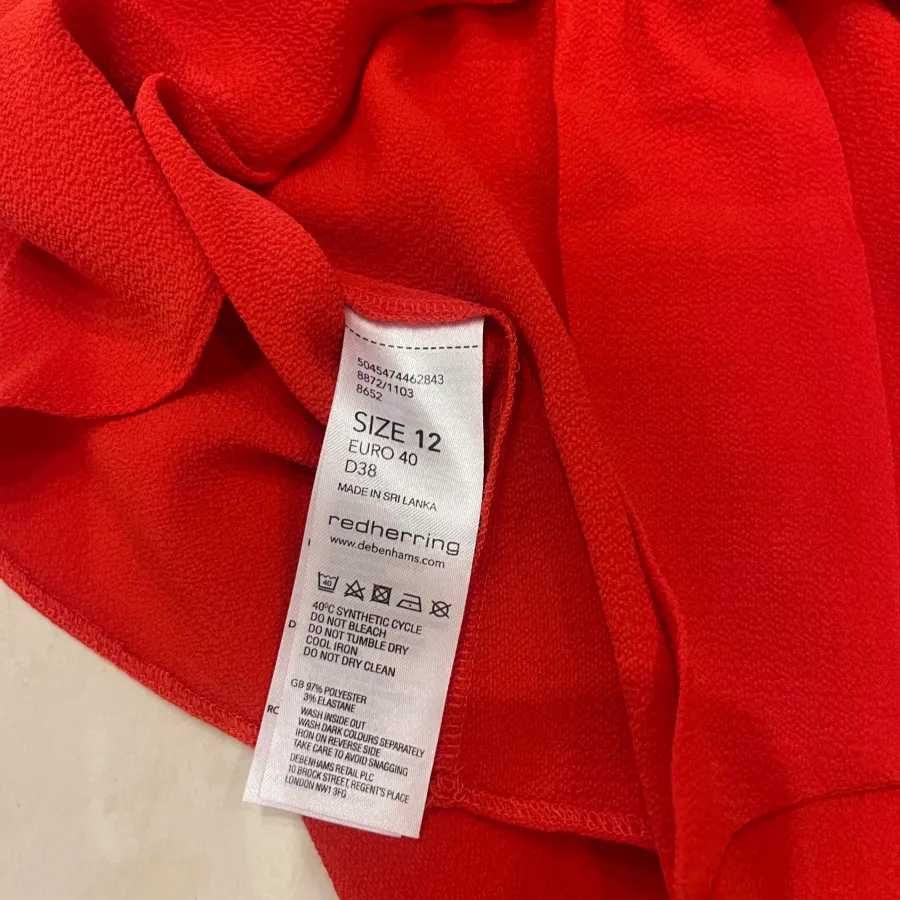 5045474462843
8872/1103
8652
SIZE 12
EURO 40
D38
MADE IN SRI LANKA
redherring
www.debenhams.com
40
40ºC SYNTHETIC CYCLE
DO NOT BLEACH
DO NOT TUMBLE DRY
COOL IRON
DO NOT DRY CLEAN
GB 97% POLYESTER
3% ELASTANE
WASH INSIDE OUT
WASH DARK COLOURS SEPARATELY
IRON ON REVERSE SIDE
TAKE CARE TO AVOID SNAGGING
DEBENHAMS RETAIL PLC
10 BROCK STREET, REGENT'S PLACE
LONDON NW1 3FG
D
RO